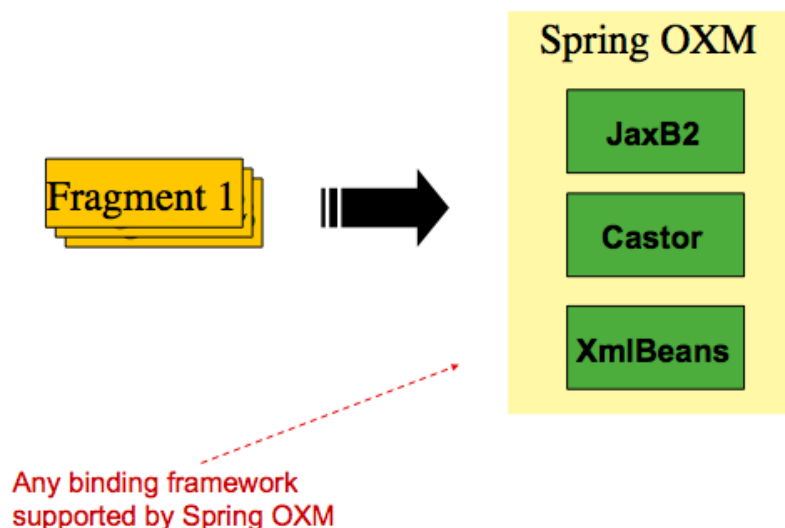 Spring OXM
JaxB2
Fragment 1
Castor
XmlBeans
Any binding framework
supported by Spring OXM